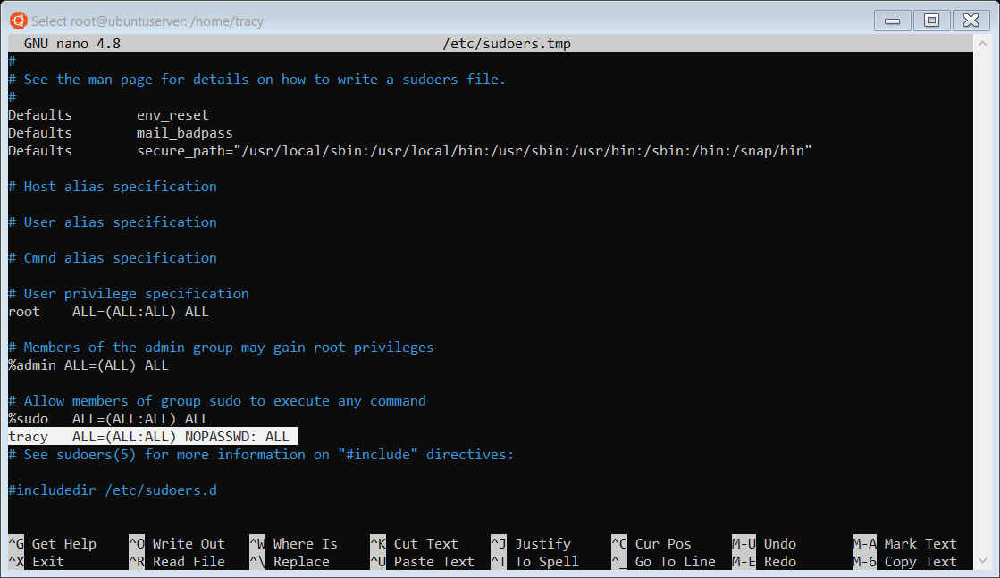 Select root@ubuntuserver: /home/tracy
GNU nano 4.8 /etc/sudoers.tmp
#
# See the man page for details on how to write a sudoers file.
#
Defaults env_reset
Defaults mail_badpass
Defaults secure_path="/usr/local/sbin:/usr/local/bin:/usr/sbin:/usr/bin:/sbin:/bin:/snap/bin"
# Host alias specification
# User alias specification
# Cmnd alias specification
# User privilege specification
root ALL=(ALL:ALL) ALL
# Members of the admin group may gain root privileges
%admin ALL=(ALL) ALL
# Allow members of group sudo to execute any command
%sudo ALL=(ALL:ALL) ALL
tracy ALL=(ALL:ALL) NOPASSWD: ALL
# See sudoers(5) for more information on "#include" directives:
#includedir /etc/sudoers.d
^G Get Help ^O Write Out ^W Where Is ^K Cut Text ^J Justify ^C Cur Pos M-U Undo M-A Mark Text
^X Exit ^R Read File ^\ Replace ^U Paste Text ^T To Spell ^_ Go To Line M-E Redo M-6 Copy Text